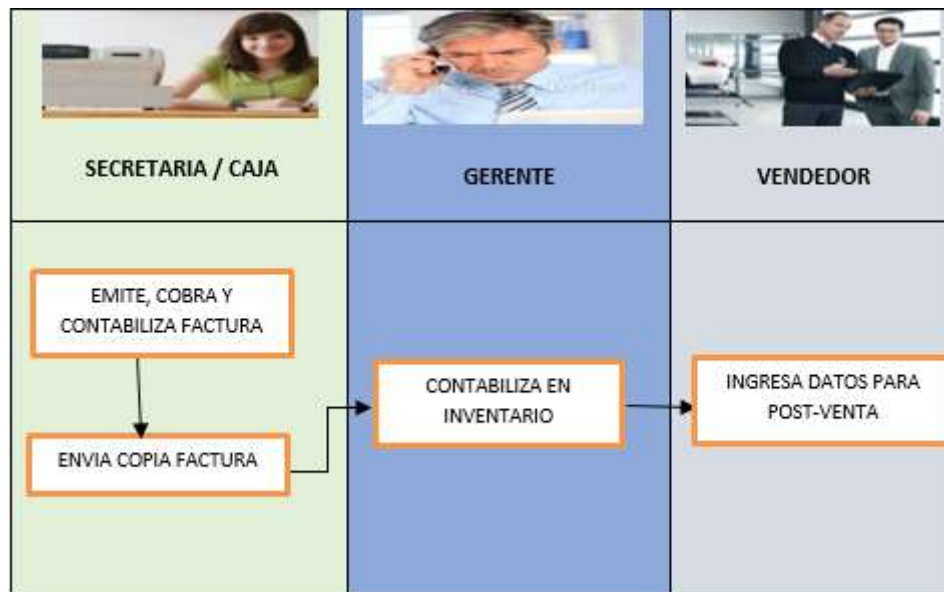 SECRETARIA / CAJA
GERENTE
VENDEDOR
EMITE, COBRA Y
CONTABILIZA FACTURA
ENVIA COPIA FACTURA
CONTABILIZA EN
INVENTARIO
INGRESA DATOS PARA
POST-VENTA